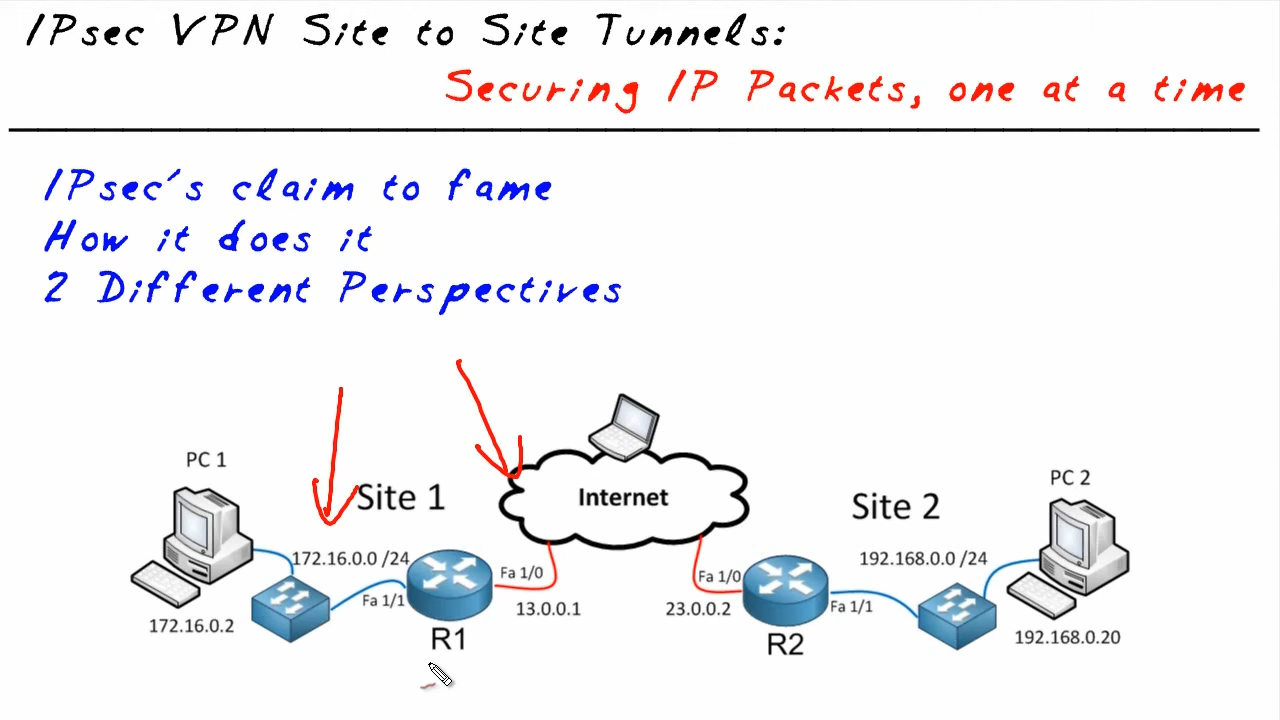 IPsec VPN Site to Site Tunnels:
Securing IP Packets, one at a time
IPsec's claim to fame
How it does it
2 Different Perspectives
PC 1
Site 1
Internet
Site 2
PC 2
172.16.0.0 /24
Fa 1/0
Fa 1/0
192.168.0.0 /24
Fa 1/1
13.0.0.1
23.0.0.2
Fa 1/1
172.16.0.2
R1
R2
192.168.0.20